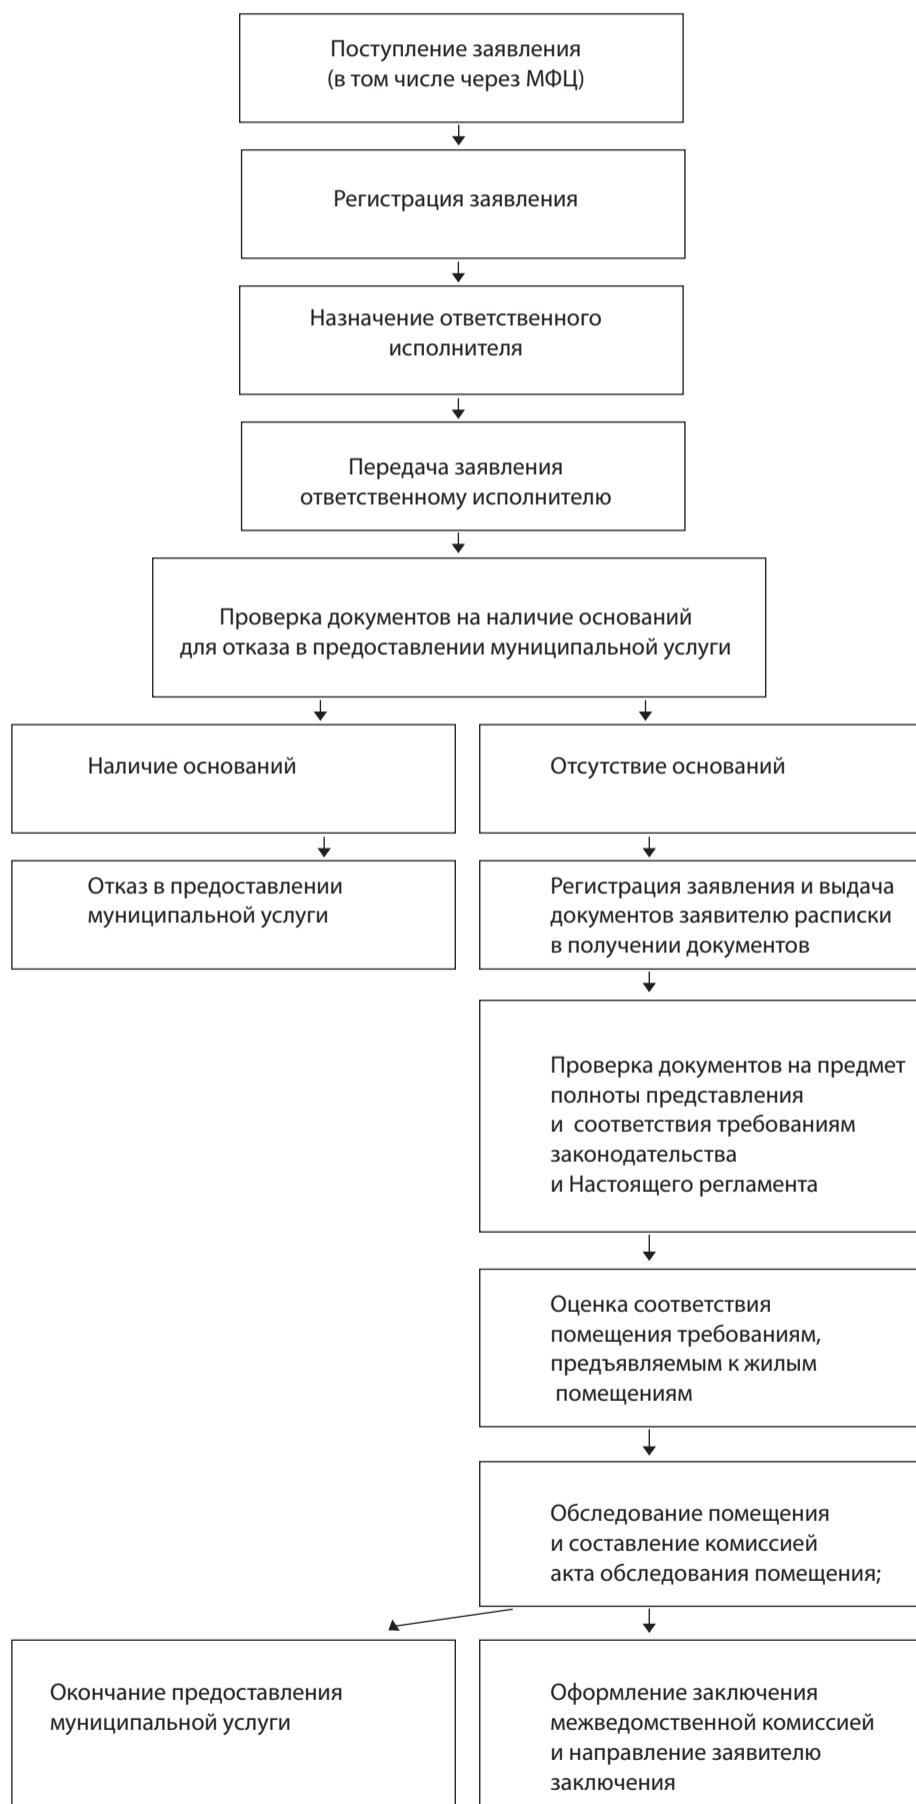 Поступление заявления
(в том числе через МФЦ)
Регистрация заявления
Назначение ответственного
исполнителя
Передача заявления
ответственному исполнителю
Проверка документов на наличие оснований
для отказа в предоставлении муниципальной услуги
Наличие оснований
Отсутствие оснований
Отказ в предоставлении
муниципальной услуги
Регистрация заявления и выдача
документов заявителю расписки
в получении документов
Проверка документов на предмет
полноты представления
и соответствия требованиям
законодательства
и Настоящего регламента
Оценка соответствия
помещения требованиям,
предъявляемым к жилым
помещениям
Обследование помещения
и составление комиссией
акта обследования помещения;
Окончание предоставления
муниципальной услуги
Оформление заключения
межведомственной комиссией
и направление заявителю
заключения